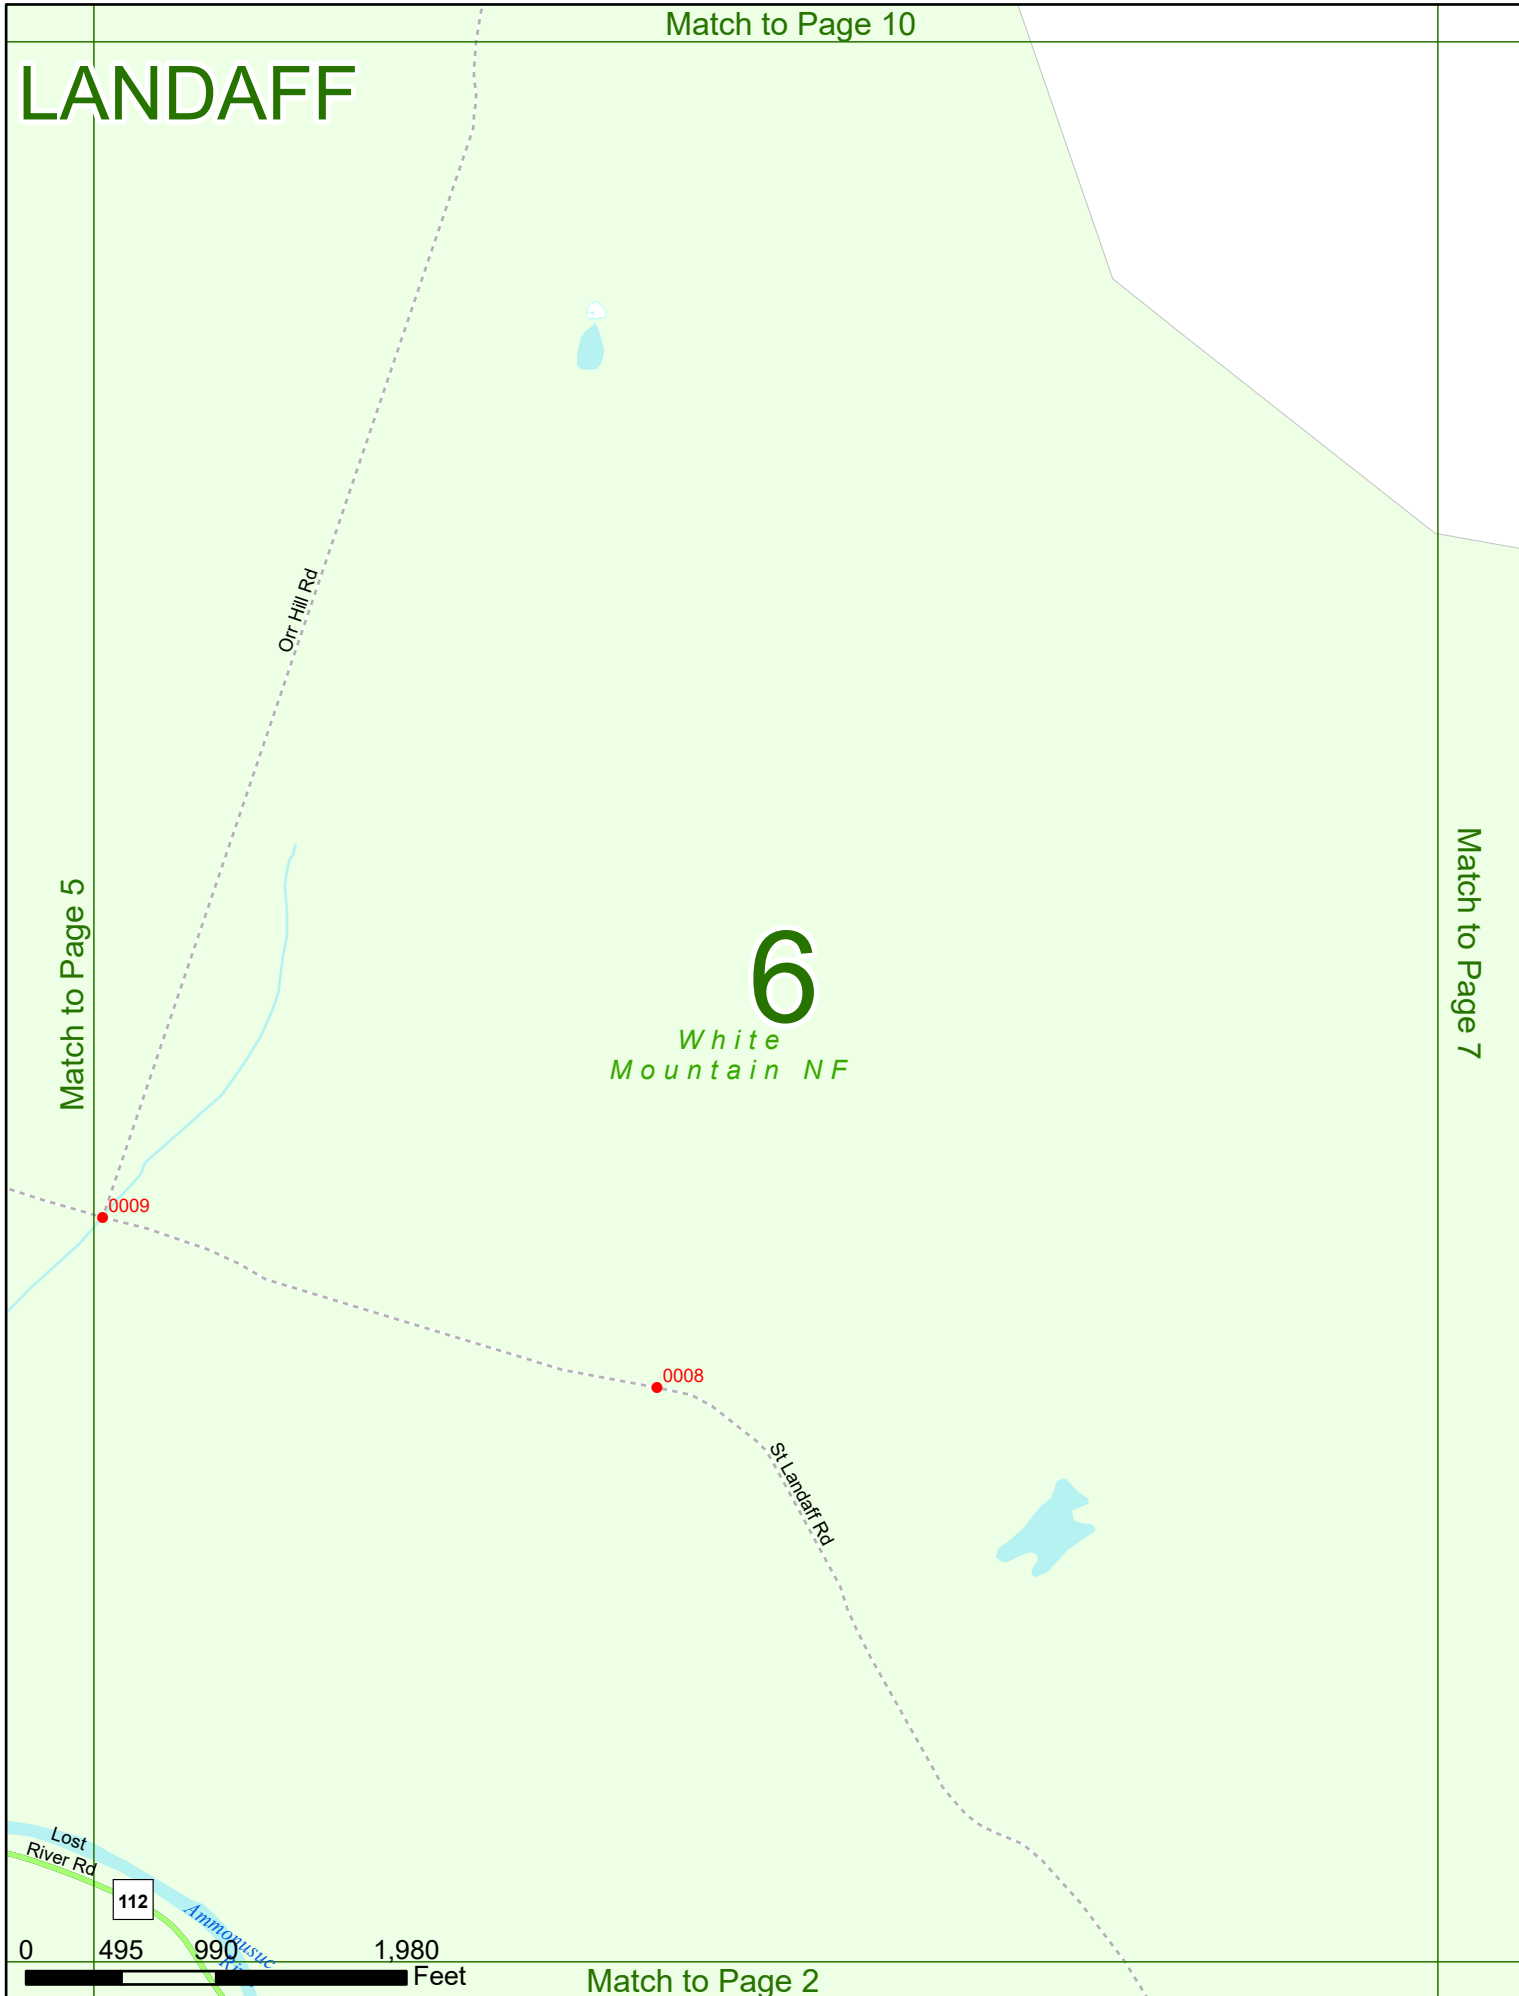 Match to Page 10
LANDAFF
Orr Hill Rd
Match to Page 5
Match to Page 7
6
White
Mountain NF
0009
0008
St Landaff Rd
Lost
River Rd
112
Ammonusuc
0 495 990 1,980
Feet
Match to Page 2